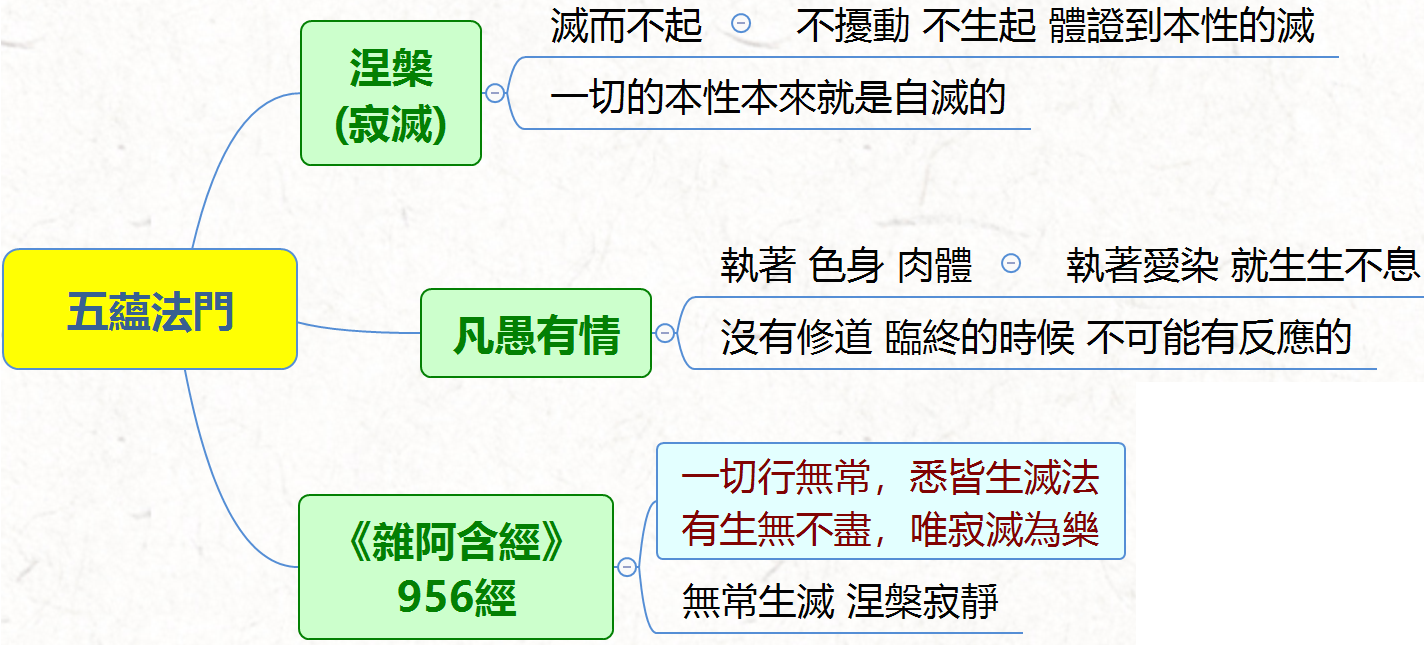 五蘊法門
涅槃
(寂滅)
滅而不起
不擾動 不生起 體證到本性的滅
一切的本性本來就是自滅的
凡愚有情
執著 色身 肉體
執著愛染 就生生不息
沒有修道 臨終的時候 不可能有反應的
《雜阿含經》
956經
一切行無常，悉皆生滅法
有生無不盡，唯寂滅為樂
無常生滅 涅槃寂靜